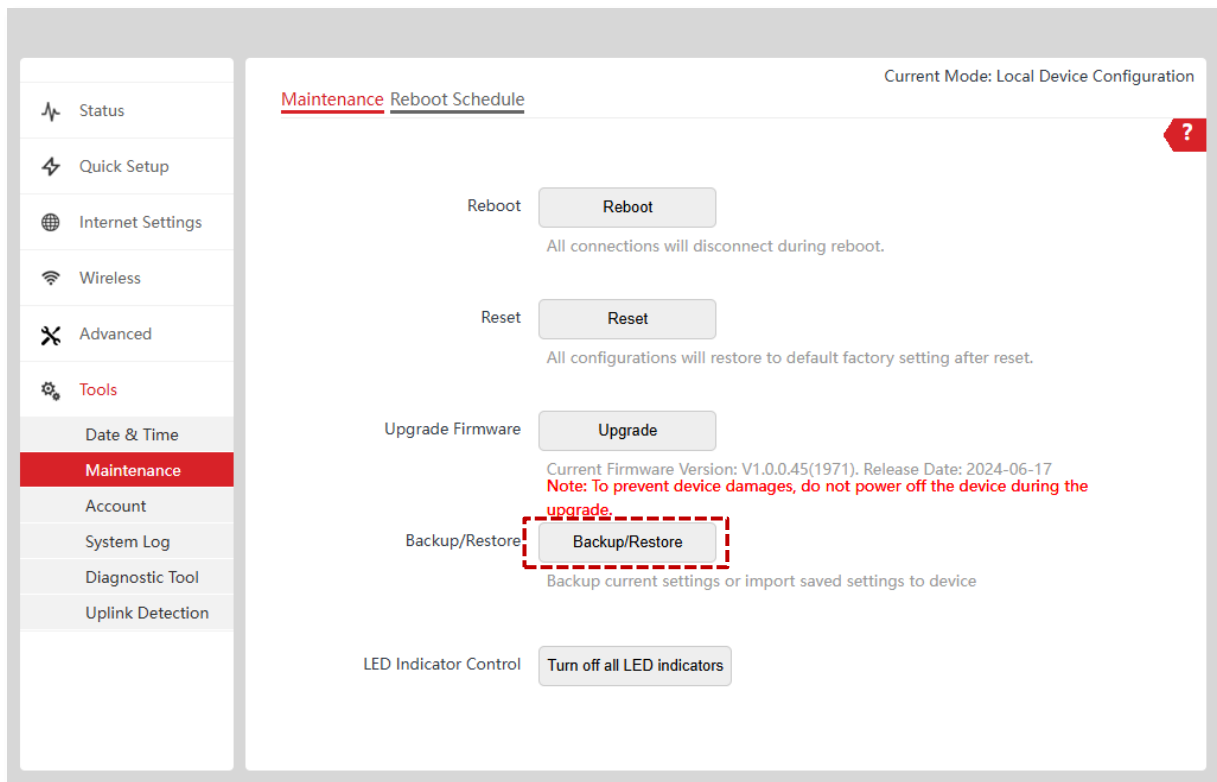 Current Mode: Local Device Configuration
Maintenance Reboot Schedule
?
Status
Quick Setup
Internet Settings
Wireless
Advanced
Tools
Date & Time
Maintenance
Account
System Log
Diagnostic Tool
Uplink Detection
Reboot Reboot
All connections will disconnect during reboot.
Reset Reset
All configurations will restore to default factory setting after reset.
Upgrade Firmware Upgrade
Current Firmware Version: V1.0.0.45(1971). Release Date: 2024-06-17
Note: To prevent device damages, do not power off the device during the
upgrade.
Backup/Restore Backup/Restore
Backup current settings or import saved settings to device
LED Indicator Control Turn off all LED indicators